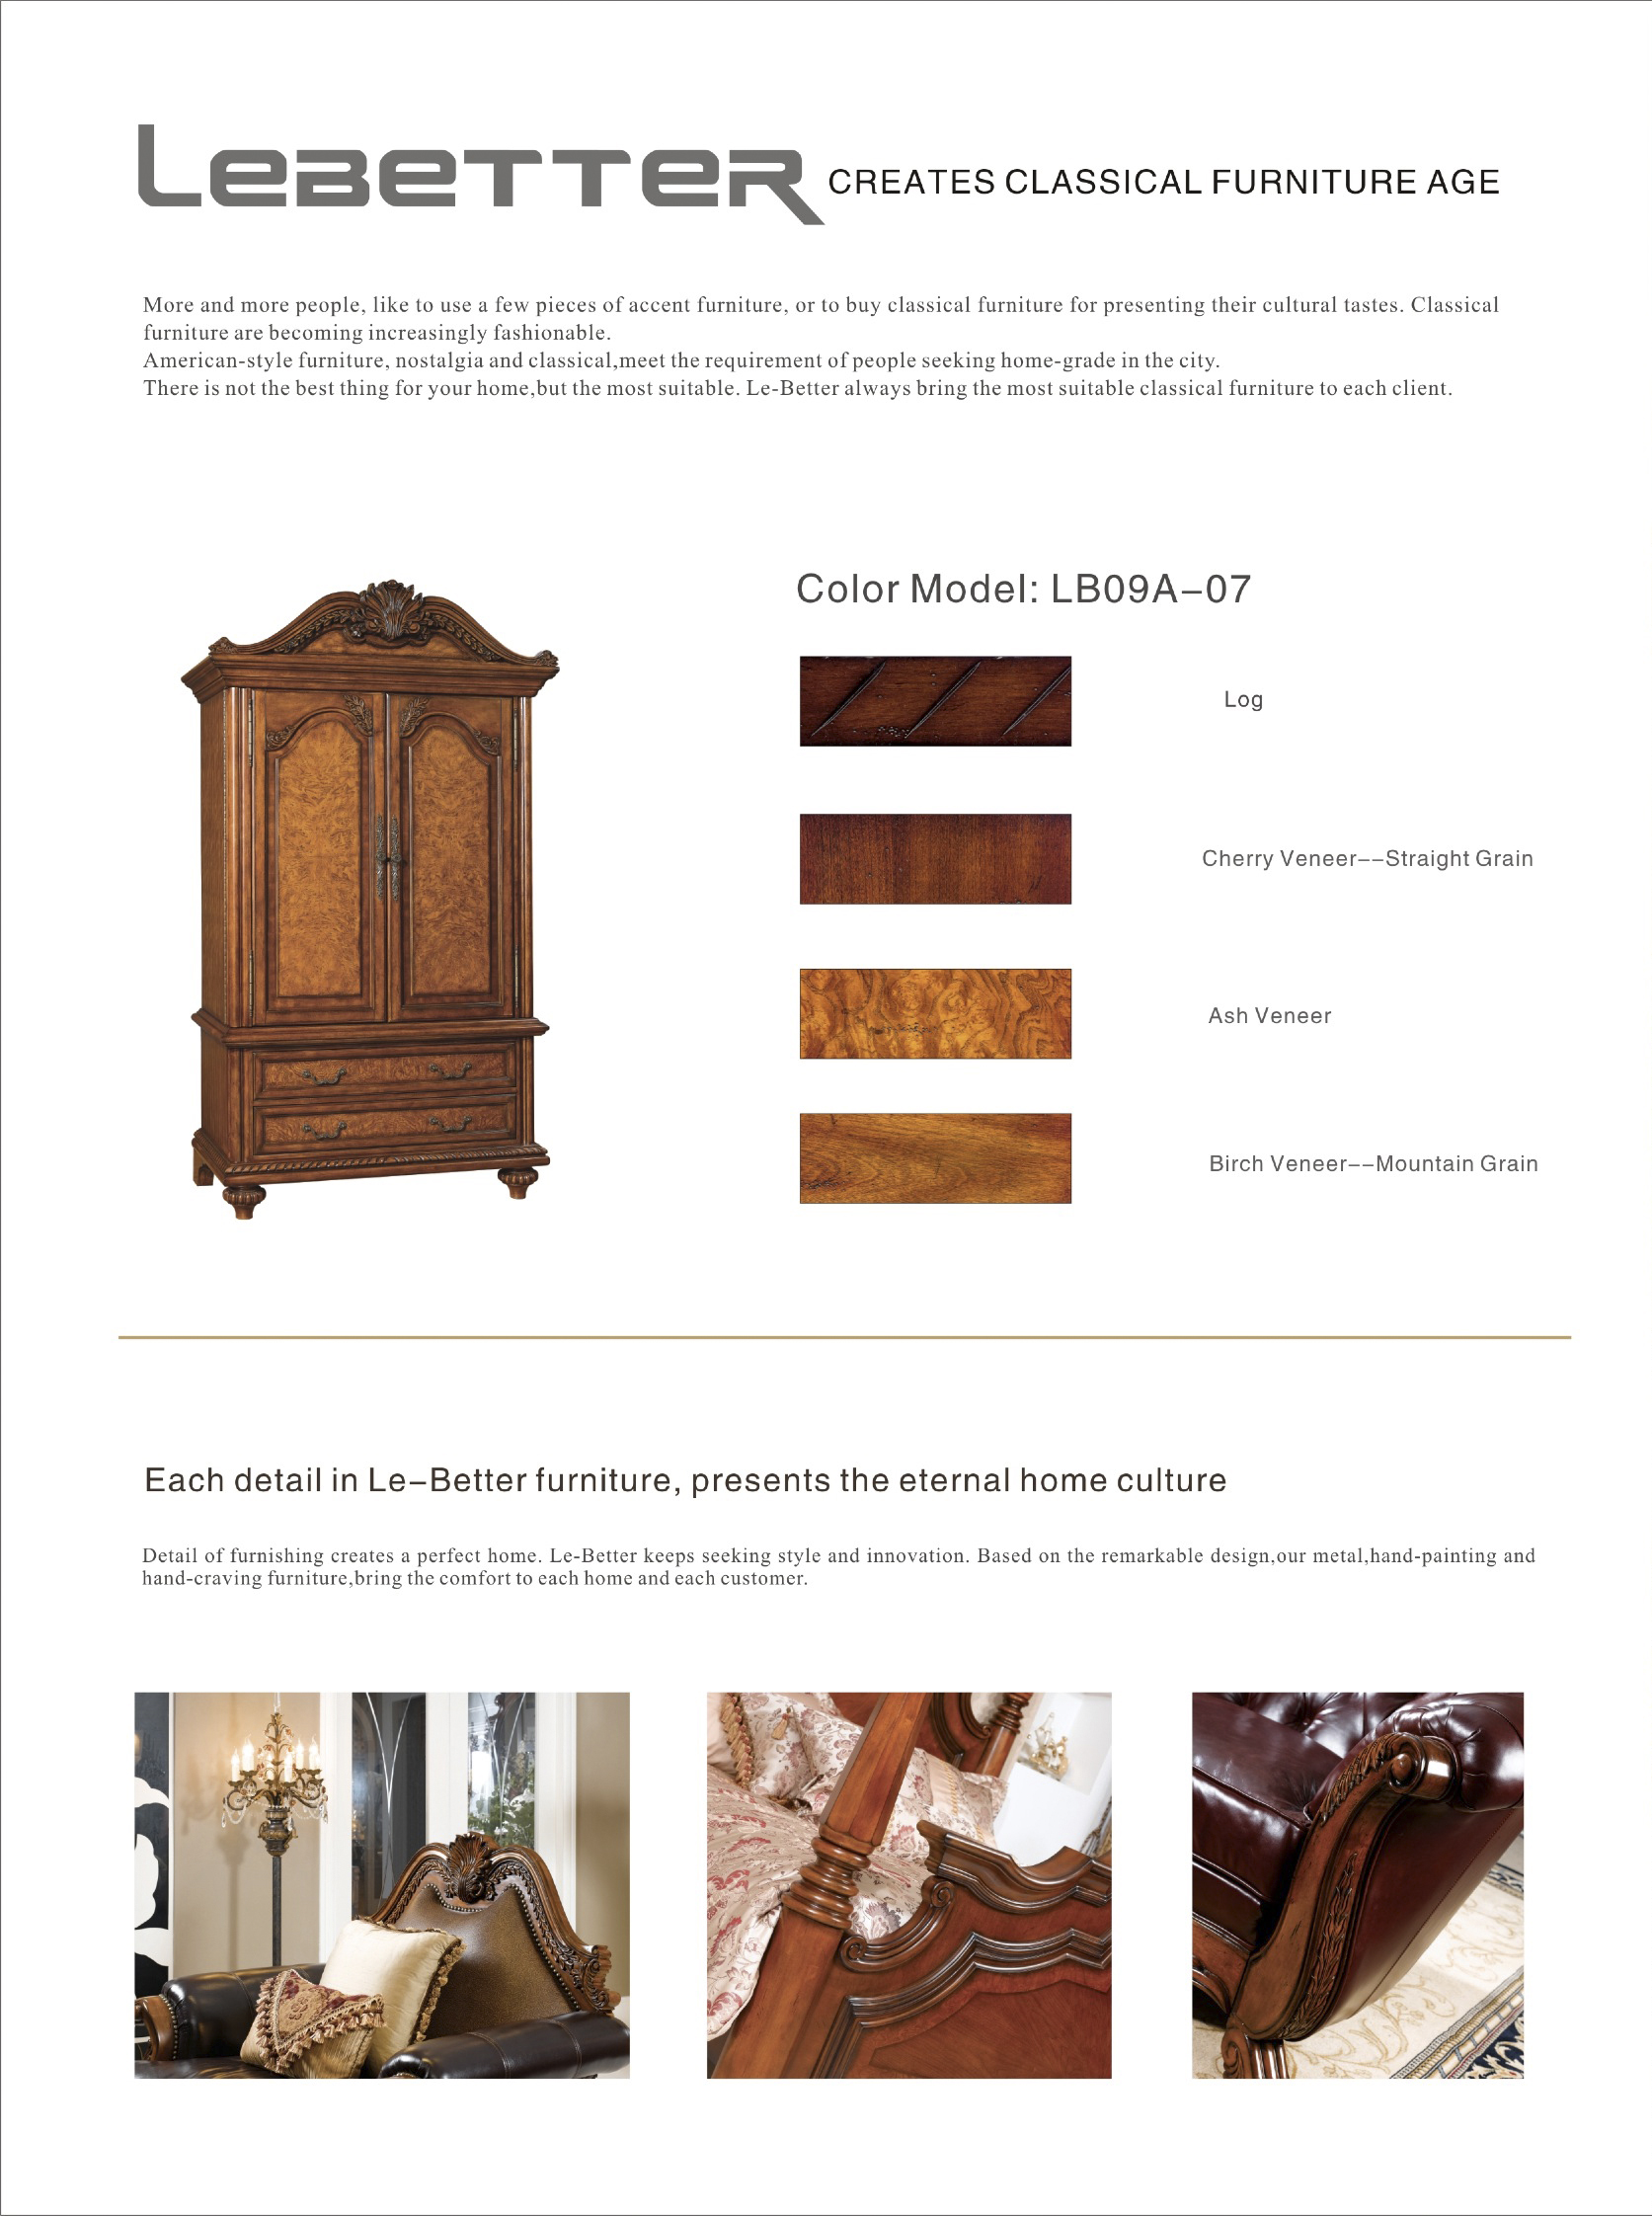 LeBETTER CREATES CLASSICAL FURNITURE AGE
More and more people, like to use a few pieces of accent furniture, or to buy classical furniture for presenting their cultural tastes. Classical
furniture are becoming increasingly fashionable.
American-style furniture, nostalgia and classical,meet the requirement of people seeking home-grade in the city.
There is not the best thing for your home,but the most suitable. Le-Better always bring the most suitable classical furniture to each client.
Color Model: LB09A–07
Log
Cherry Veneer––Straight Grain
Ash Veneer
Birch Veneer––Mountain Grain
Each detail in Le–Better furniture, presents the eternal home culture
Detail of furnishing creates a perfect home. Le-Better keeps seeking style and innovation. Based on the remarkable design,our metal,hand-painting and
hand-craving furniture,bring the comfort to each home and each customer.